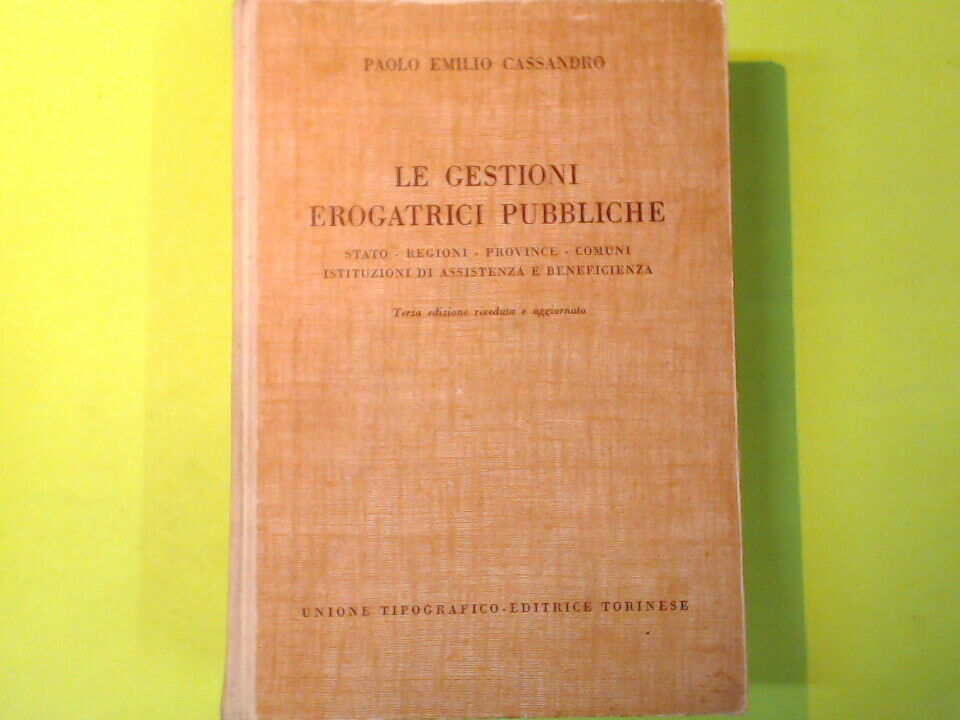 PAOLO EMILIO CASSANDRO
LE GESTIONI
EROGATRICI PUBBLICHE
STATO - REGIONI - PROVINCE - COMUNI
ISTITUZIONI DI ASSISTENZA E BENEFICIENZA
Terza edizione riveduta e aggiornata
UNIONE TIPOGRAFICO-EDITRICE TORINESE